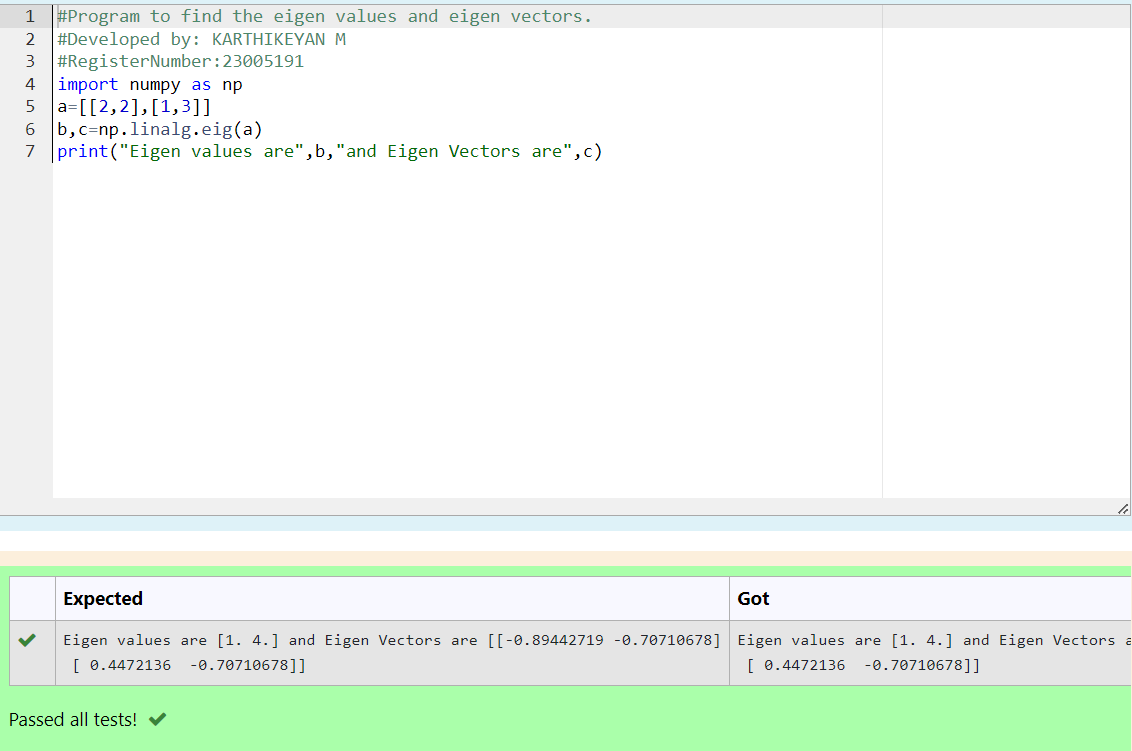 1 #Program to find the eigen values and eigen vectors.
2 #Developed by: KARTHIKEYAN M
3 #RegisterNumber:23005191
4 import numpy as np
5 a=[[2,2],[1,3]]
6 b,c=np.linalg.eig(a)
7 print("Eigen values are",b,"and Eigen Vectors are",c)
Expected Got
Eigen values are [1. 4.] and Eigen Vectors are [[-0.89442719 -0.70710678] Eigen values are [1. 4.] and Eigen Vectors
[ 0.4472136 -0.70710678]] [ 0.4472136 -0.70710678]]
Passed all tests!